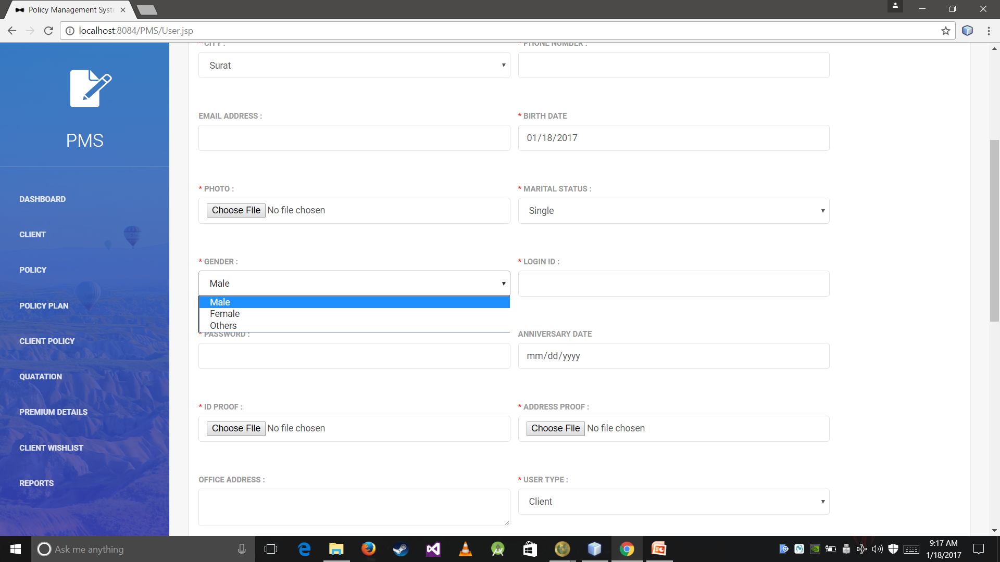 Policy Management Syst
localhost:8084/PMS/User.jsp
PMS
DASHBOARD
CLIENT
POLICY
POLICY PLAN
CLIENT POLICY
QUATATION
PREMIUM DETAILS
CLIENT WISHLIST
REPORTS
* CITY :
* PHONE NUMBER :
Surat
EMAIL ADDRESS :
* BIRTH DATE
01/18/2017
* PHOTO :
* MARITAL STATUS :
Choose File No file chosen
Single
* GENDER :
* LOGIN ID :
Male
Male
Female
Others
* PASSWORD :
ANNIVERSARY DATE
mm/dd/yyyy
* ID PROOF :
* ADDRESS PROOF :
Choose File No file chosen
Choose File No file chosen
OFFICE ADDRESS :
* USER TYPE :
Client
Ask me anything
9:17 AM
1/18/2017